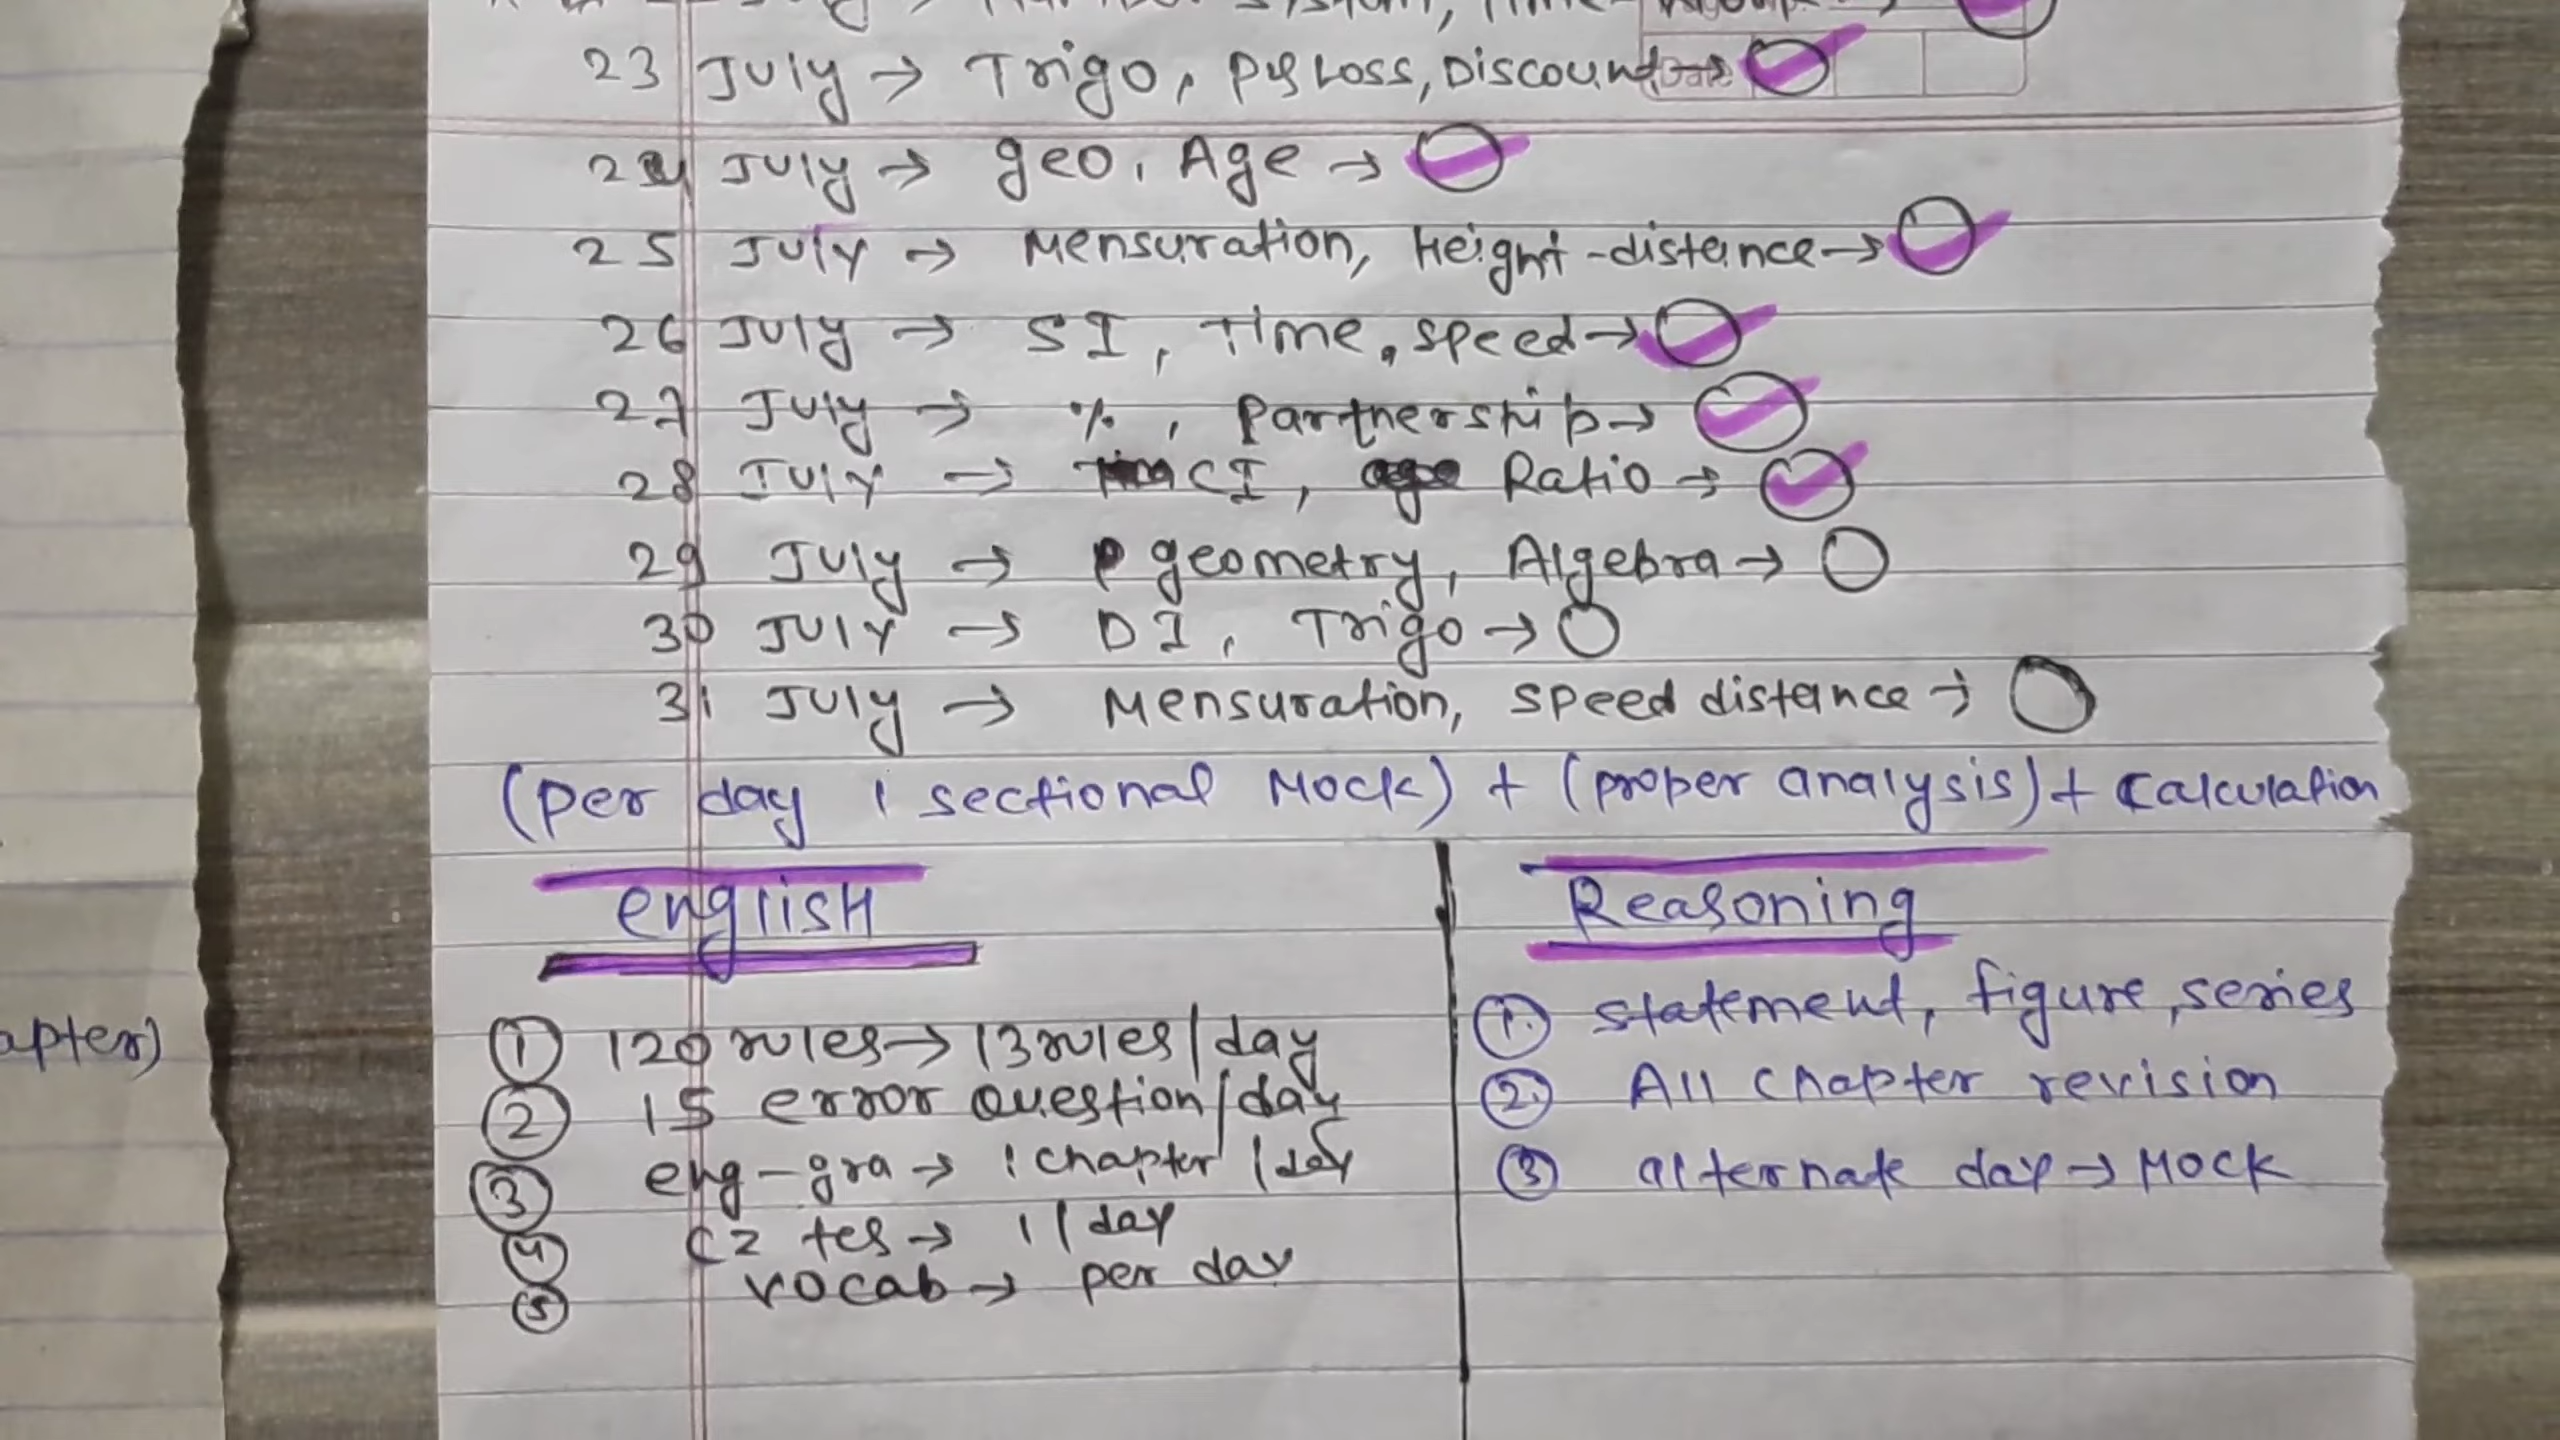 System, Time
23 July → Trigo, P & Loss, Discount →
24 July → geo, Age →
25 July → Mensuration, Height-distance →
26 July → SI, Time, speed →
27 July → %, Partnership →
28 July → CI, Ratio →
29 July → geometry, Algebra →
30 July → DI, Trigo →
31 July → Mensuration, speed distance →
(per day 1 sectional Mock) + (proper analysis) + calculation
english
① 120 rules → 13 rules/day
② 15 error question/day
③ eng-gra → 1 chapter/day
④ C2 tes → 1/day
⑤ vocab → per day
Reasoning
①. statement, figure, series
②. All chapter revision
③ alternate day → Mock
apter)